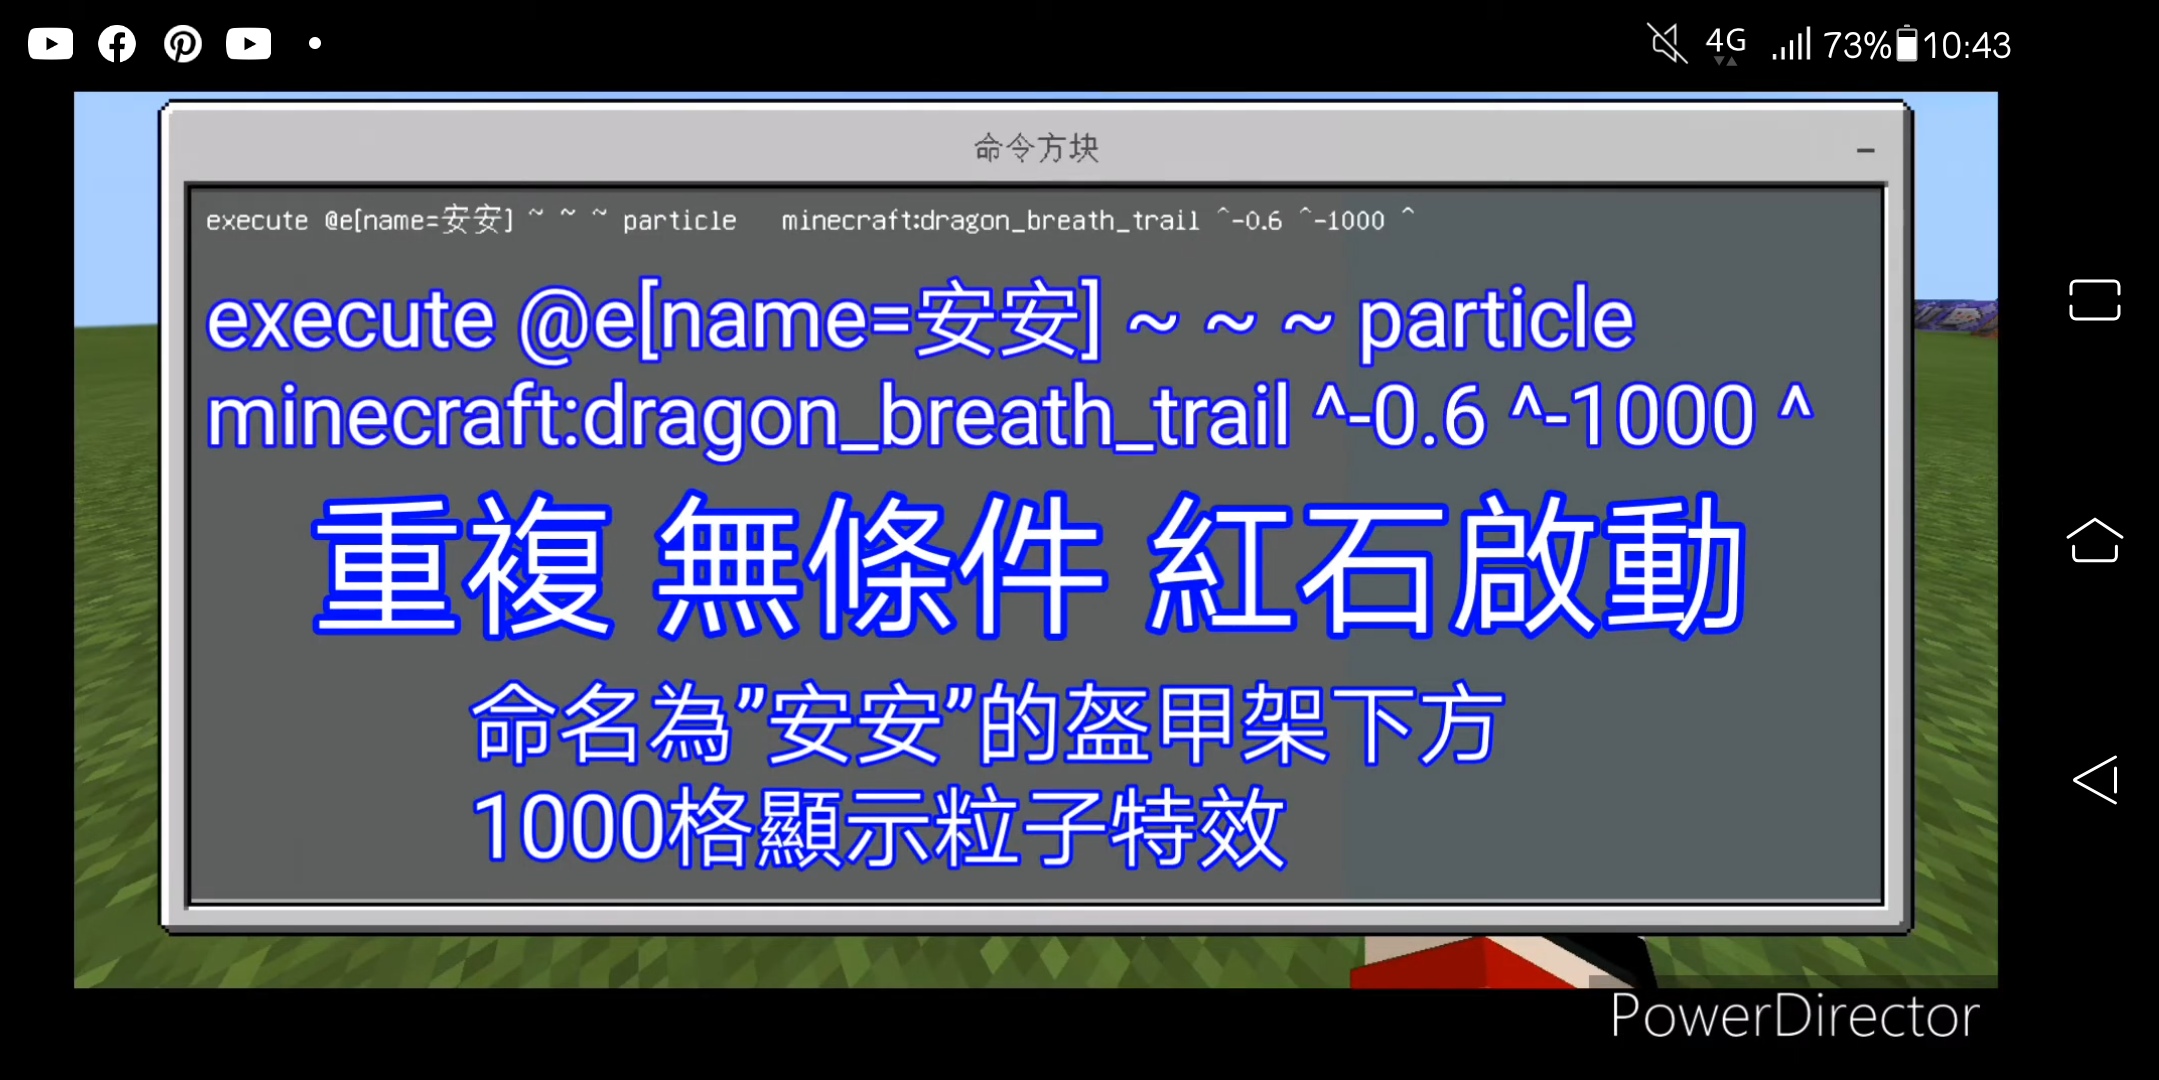 4G 73% 10:43
命令方块
execute @e[name=安安] ~ ~ ~ particle minecraft:dragon_breath_trail ^-0.6 ^-1000 ^
execute @e[name=安安] ~ ~ ~ particle
minecraft:dragon_breath_trail ^-0.6 ^-1000 ^
重複 無條件 紅石啟動
命名為”安安”的盔甲架下方
1000格顯示粒子特效
PowerDirector